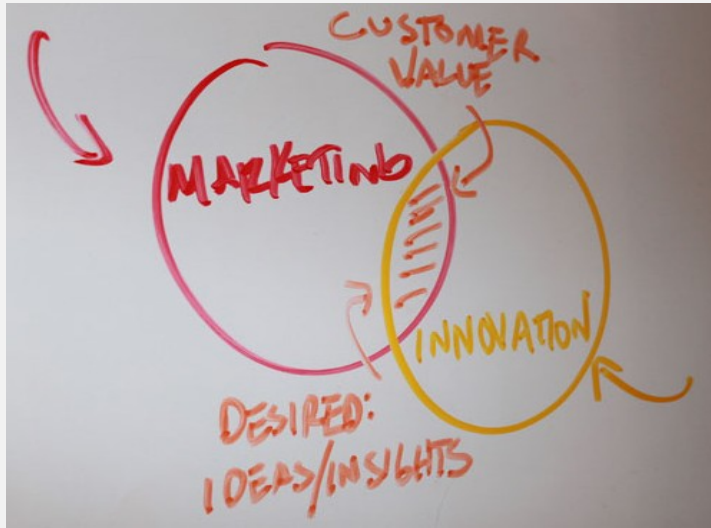 CUSTOMER
VALUE
MARKETING
INNOVATION
DESIRED:
IDEAS/INSIGHTS